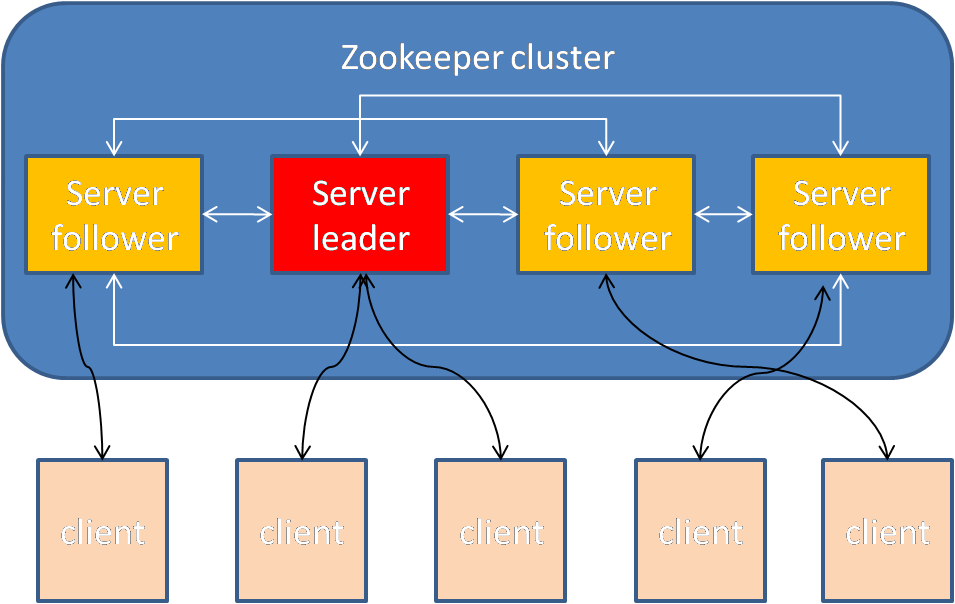 Zookeeper cluster
Server
follower
Server
leader
Server
follower
Server
follower
client
client
client
client
client